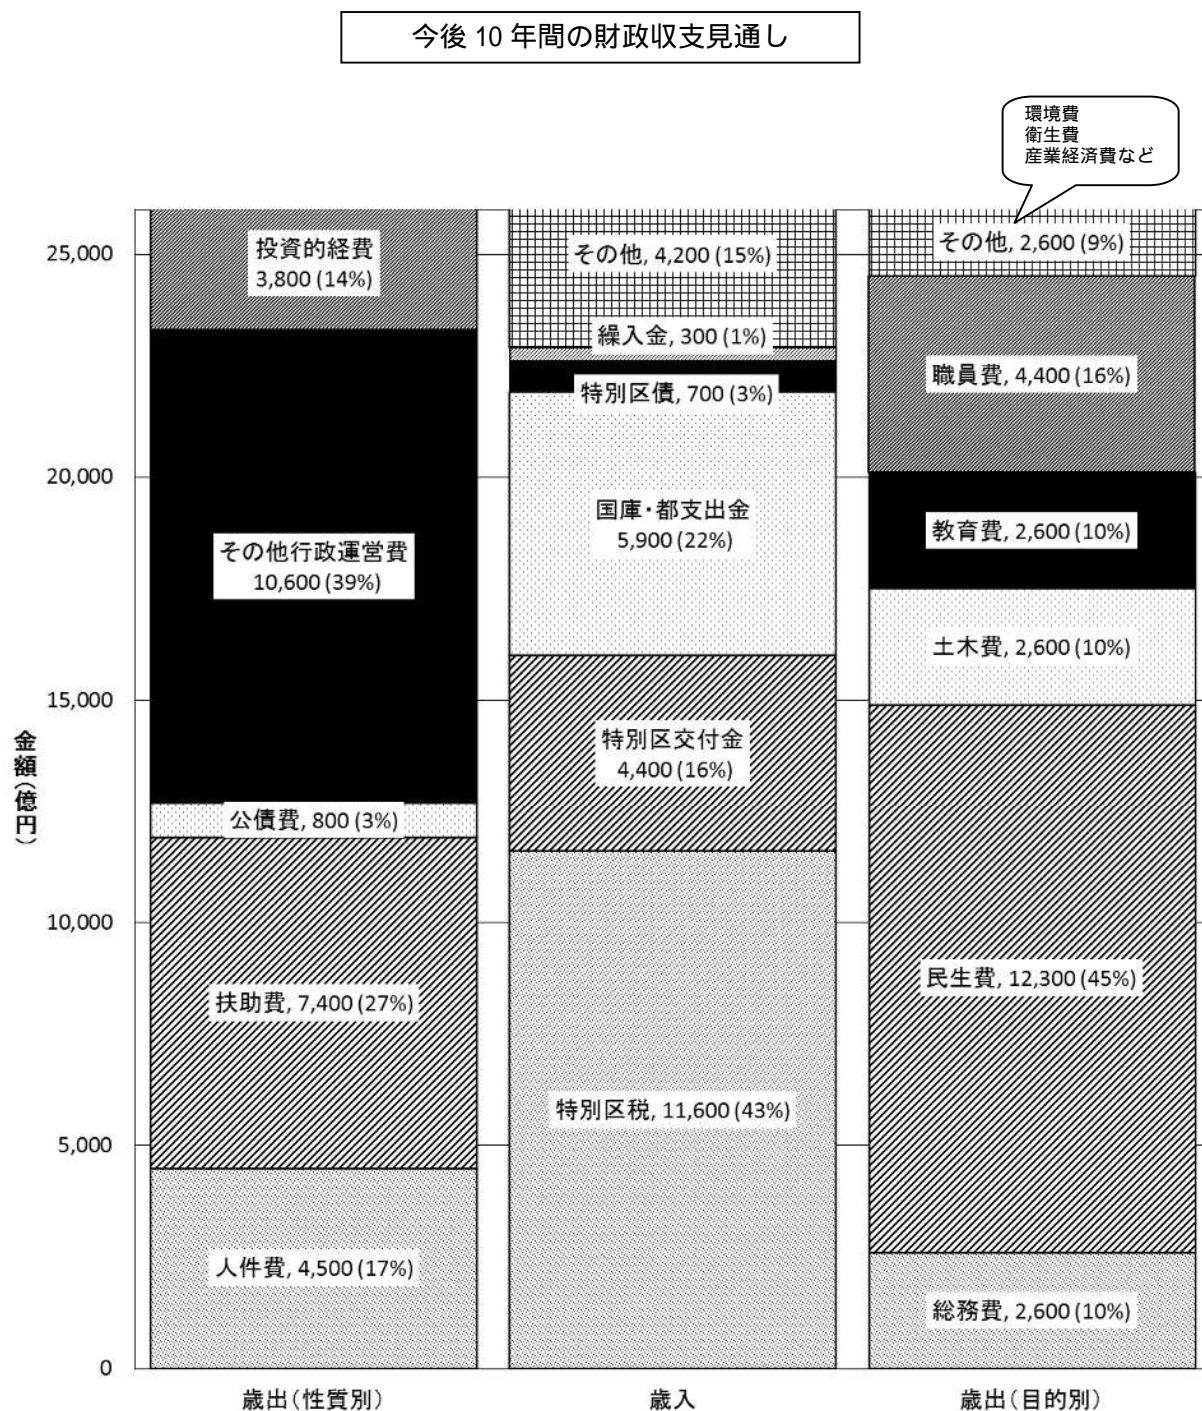 今後 10 年間の財政収支見通し
環境費
衛生費
産業経済費など
金額(億円)
25,000
20,000
15,000
10,000
5,000
0
投資的経費
3,800 (14%)
その他行政運営費
10,600 (39%)
公債費, 800 (3%)
扶助費, 7,400 (27%)
人件費, 4,500 (17%)
歳出(性質別)
その他, 4,200 (15%)
繰入金, 300 (1%)
特別区債, 700 (3%)
国庫・都支出金
5,900 (22%)
特別区交付金
4,400 (16%)
特別区税, 11,600 (43%)
歳入
その他, 2,600 (9%)
職員費, 4,400 (16%)
教育費, 2,600 (10%)
土木費, 2,600 (10%)
民生費, 12,300 (45%)
総務費, 2,600 (10%)
歳出(目的別)